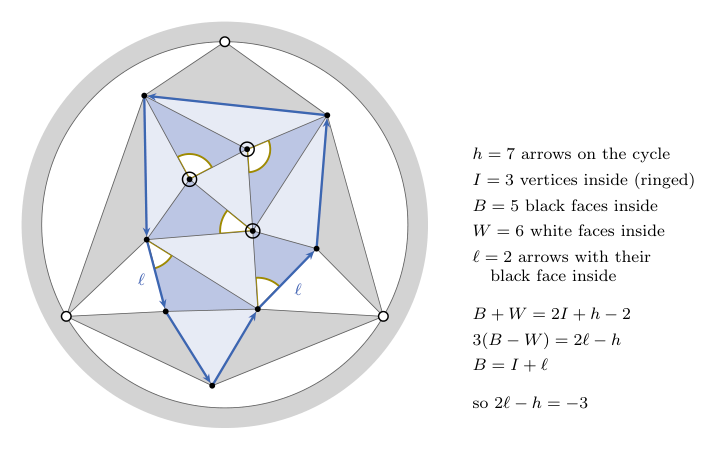 h = 7 arrows on the cycle
I = 3 vertices inside (ringed)
B = 5 black faces inside
W = 6 white faces inside
ℓ = 2 arrows with their
black face inside
B + W = 2I + h − 2
3(B − W) = 2ℓ − h
B = I + ℓ
so 2ℓ − h = −3
ℓ
ℓ